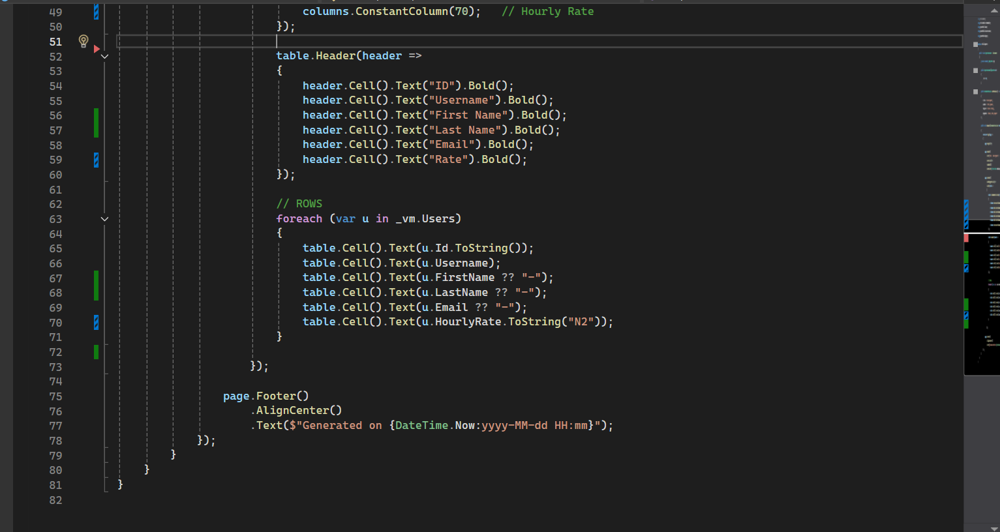 49 columns.ConstantColumn(70);   // Hourly Rate
50 });
51
52 table.Header(header =>
53 {
54 header.Cell().Text("ID").Bold();
55 header.Cell().Text("Username").Bold();
56 header.Cell().Text("First Name").Bold();
57 header.Cell().Text("Last Name").Bold();
58 header.Cell().Text("Email").Bold();
59 header.Cell().Text("Rate").Bold();
60 });
61
62 // ROWS
63 foreach (var u in _vm.Users)
64 {
65 table.Cell().Text(u.Id.ToString());
66 table.Cell().Text(u.Username);
67 table.Cell().Text(u.FirstName ?? "-");
68 table.Cell().Text(u.LastName ?? "-");
69 table.Cell().Text(u.Email ?? "-");
70 table.Cell().Text(u.HourlyRate.ToString("N2"));
71 }
72
73 });
74
75 page.Footer()
76 .AlignCenter()
77 .Text($"Generated on {DateTime.Now:yyyy-MM-dd HH:mm}");
78 });
79 }
80 }
81 }
82